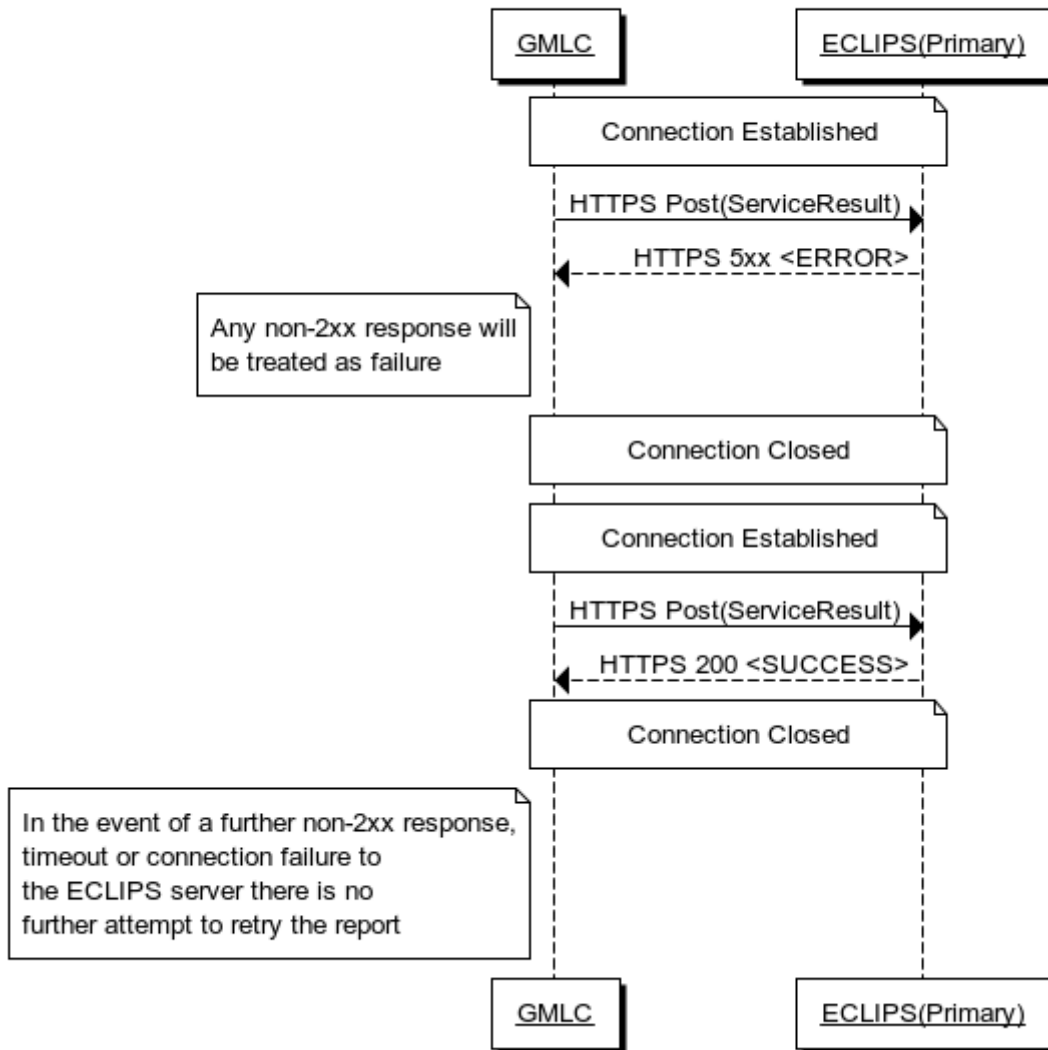 GMLC
ECLIPS(Primary)
Connection Established
HTTPS Post(ServiceResult)
HTTPS 5xx <ERROR>
Any non-2xx response will
be treated as failure
Connection Closed
Connection Established
HTTPS Post(ServiceResult)
HTTPS 200 <SUCCESS>
Connection Closed
In the event of a further non-2xx response,
timeout or connection failure to
the ECLIPS server there is no
further attempt to retry the report
GMLC
ECLIPS(Primary)